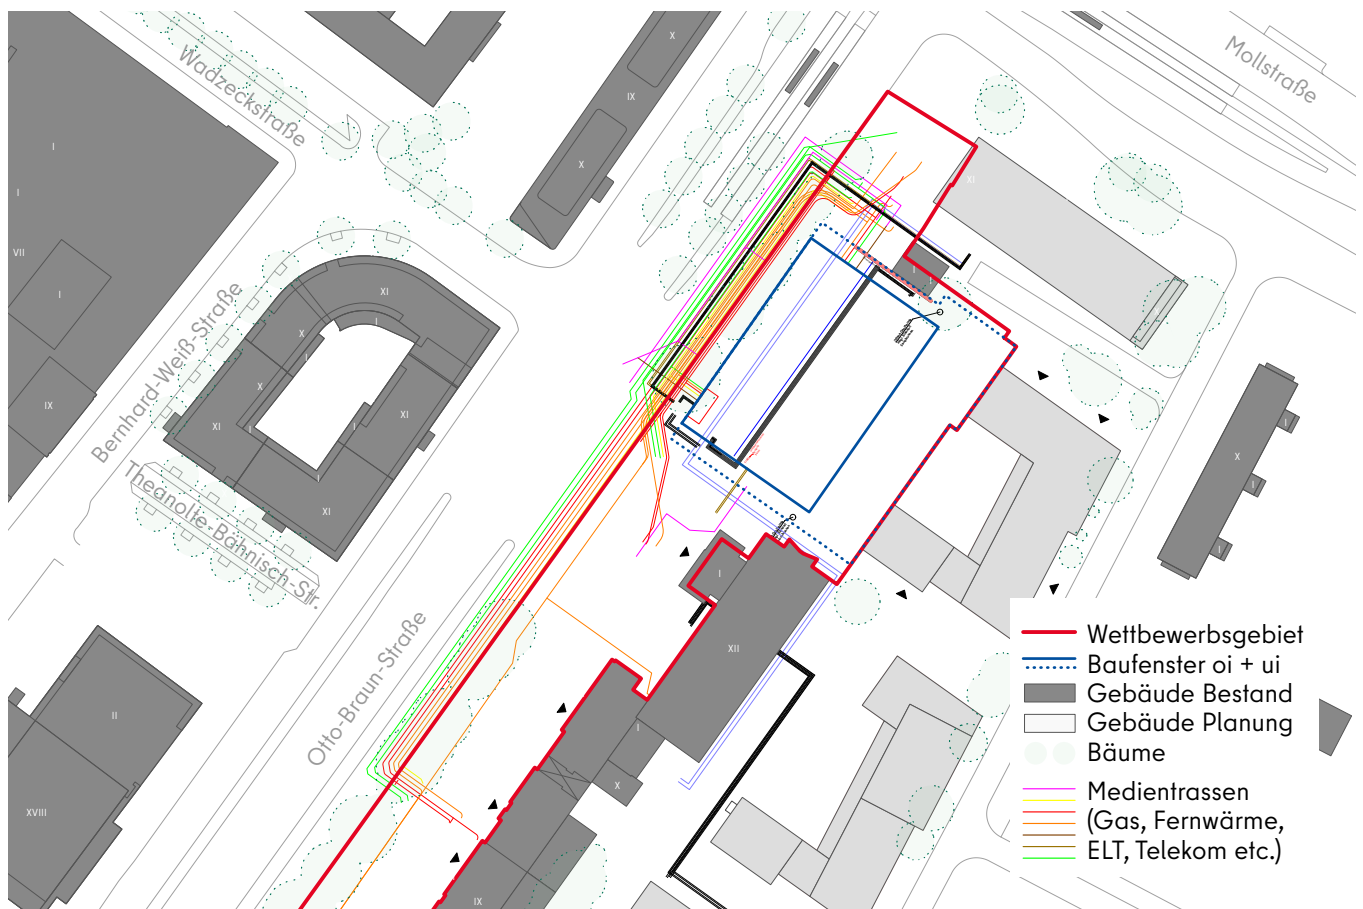 Wadzeckstraße
Mollstraße
X
IX
X
I
I
VII
I
IX
XI
XI
I
X
I
X
XI
I
I
XI
I
XI
Bernhard-Weiß-Straße
Theanolte-Bähnisch-Str.
Otto-Braun-Straße
I
I
I
X
I
I
I
XII
I
X
II
XVIII
IX
Wettbewerbsgebiet
Baufenster oi + ui
Gebäude Bestand
Gebäude Planung
Bäume
Medientrassen
(Gas, Fernwärme,
ELT, Telekom etc.)